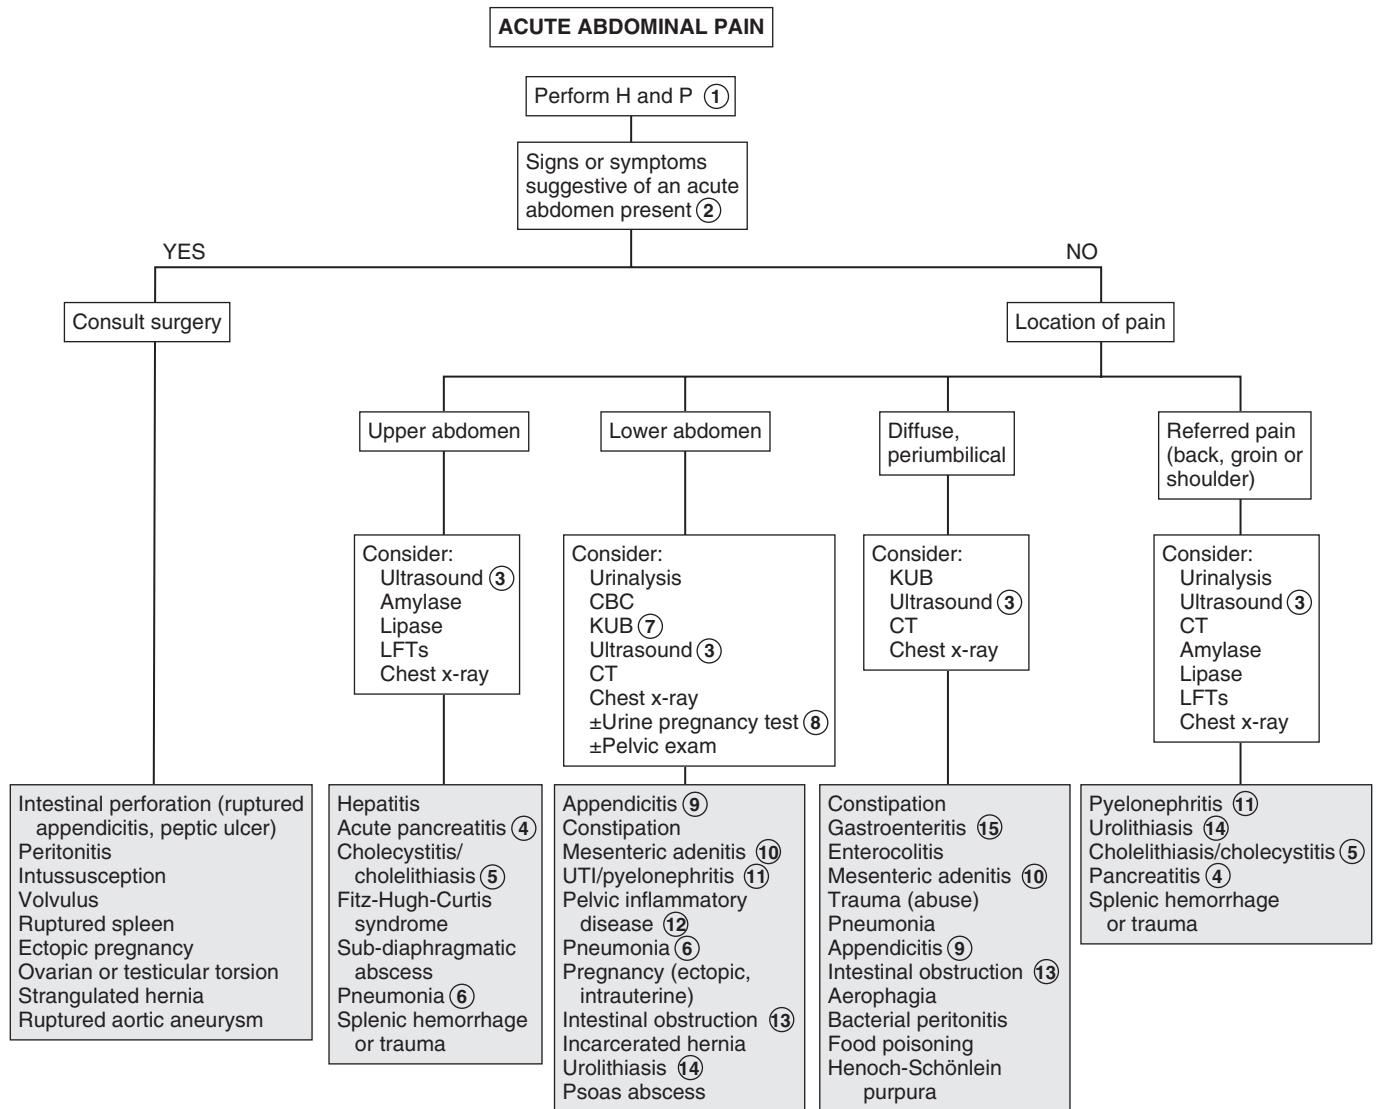 ACUTE ABDOMINAL PAIN
Perform H and P 1
Signs or symptoms
suggestive of an acute
abdomen present 2
YES
NO
Consult surgery
Location of pain
Upper abdomen
Lower abdomen
Diffuse,
periumbilical
Referred pain
(back, groin or
shoulder)
Consider:
Ultrasound 3
Amylase
Lipase
LFTs
Chest x-ray
Consider:
Urinalysis
CBC
KUB 7
Ultrasound 3
CT
Chest x-ray
±Urine pregnancy test 8
±Pelvic exam
Consider:
KUB
Ultrasound 3
CT
Chest x-ray
Consider:
Urinalysis
Ultrasound 3
CT
Amylase
Lipase
LFTs
Chest x-ray
Intestinal perforation (ruptured
appendicitis, peptic ulcer)
Peritonitis
Intussusception
Volvulus
Ruptured spleen
Ectopic pregnancy
Ovarian or testicular torsion
Strangulated hernia
Ruptured aortic aneurysm
Hepatitis
Acute pancreatitis 4
Cholecystitis/
cholelithiasis 5
Fitz-Hugh-Curtis
syndrome
Sub-diaphragmatic
abscess
Pneumonia 6
Splenic hemorrhage
or trauma
Appendicitis 9
Constipation
Mesenteric adenitis 10
UTI/pyelonephritis 11
Pelvic inflammatory
disease 12
Pneumonia 6
Pregnancy (ectopic,
intrauterine)
Intestinal obstruction 13
Incarcerated hernia
Urolithiasis 14
Psoas abscess
Constipation
Gastroenteritis 15
Enterocolitis
Mesenteric adenitis 10
Trauma (abuse)
Pneumonia
Appendicitis 9
Intestinal obstruction 13
Aerophagia
Bacterial peritonitis
Food poisoning
Henoch-Schönlein
purpura
Pyelonephritis 11
Urolithiasis 14
Cholelithiasis/cholecystitis 5
Pancreatitis 4
Splenic hemorrhage
or trauma